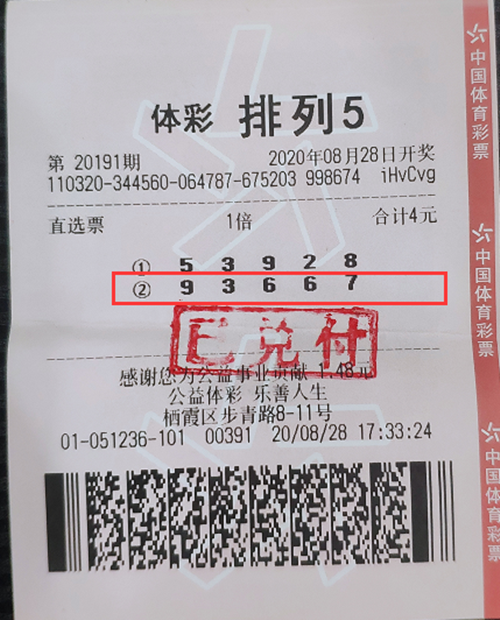 体彩 排列5
第 20191期 2020年08月28日开奖
110320-344560-064787-675203 998674 iHvCvg
直选票 1倍 合计4元
① 5 3 9 2 8
② 9 3 6 6 7
已兑付
感谢您为公益事业贡献 1.48元
公益体彩 乐善人生
栖霞区步青路8-11号
01-051236-101 00391 20/08/28 17:33:24
中国体育彩票
中国体育彩票
中国体